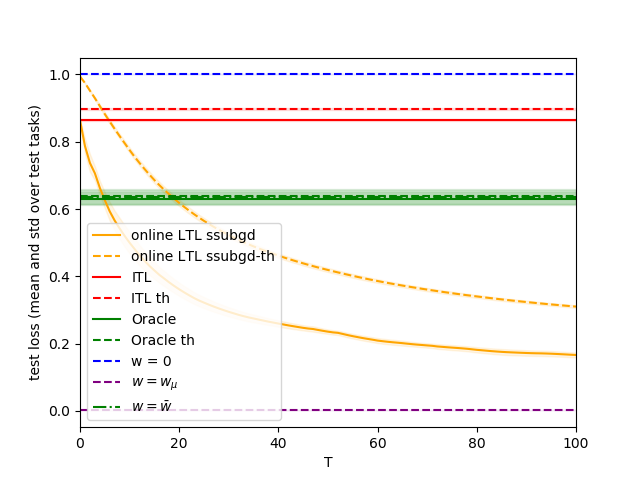 test loss (mean and std over test tasks)
1.0
0.8
0.6
0.4
0.2
0.0
online LTL ssubgd
online LTL ssubgd-th
ITL
ITL th
Oracle
Oracle th
w = 0
w = wμ
w = w̄
0 20 40 60 80 100
T